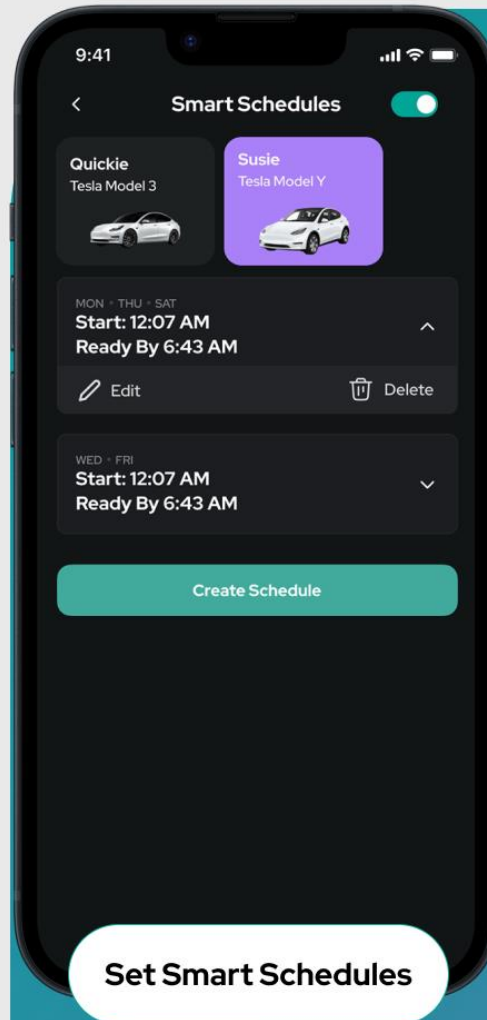 9:41
Smart Schedules
Quickie
Tesla Model 3
Susie
Tesla Model Y
MON • THU • SAT
Start: 12:07 AM
Ready By 6:43 AM
Edit
Delete
WED • FRI
Start: 12:07 AM
Ready By 6:43 AM
Create Schedule
Set Smart Schedules